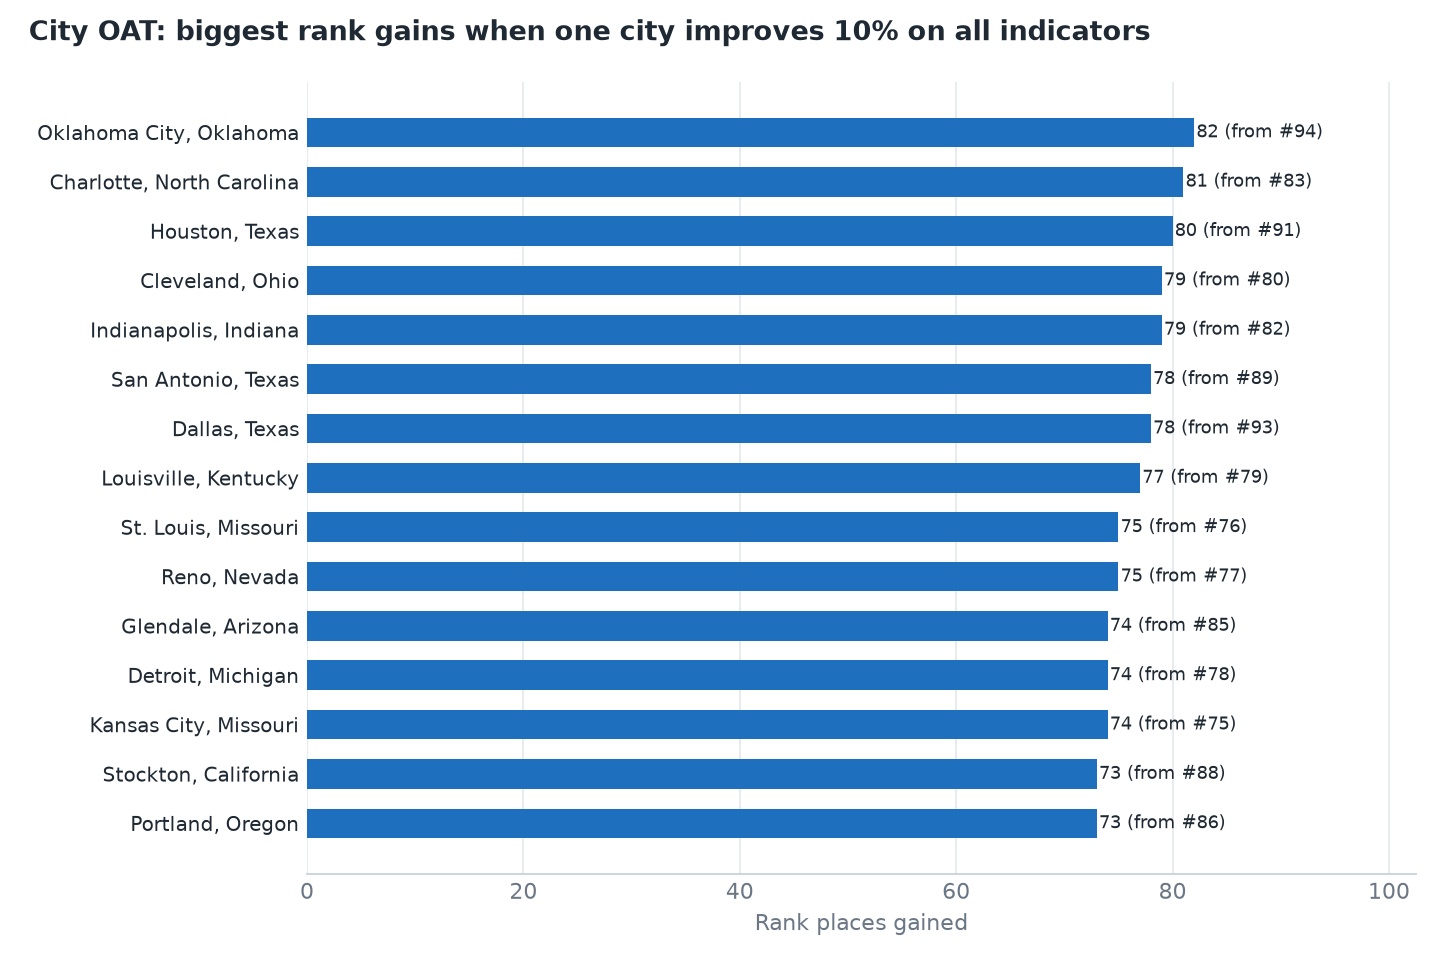 City OAT: biggest rank gains when one city improves 10% on all indicators
Oklahoma City, Oklahoma 82 (from #94)
Charlotte, North Carolina 81 (from #83)
Houston, Texas 80 (from #91)
Cleveland, Ohio 79 (from #80)
Indianapolis, Indiana 79 (from #82)
San Antonio, Texas 78 (from #89)
Dallas, Texas 78 (from #93)
Louisville, Kentucky 77 (from #79)
St. Louis, Missouri 75 (from #76)
Reno, Nevada 75 (from #77)
Glendale, Arizona 74 (from #85)
Detroit, Michigan 74 (from #78)
Kansas City, Missouri 74 (from #75)
Stockton, California 73 (from #88)
Portland, Oregon 73 (from #86)
0 20 40 60 80 100
Rank places gained